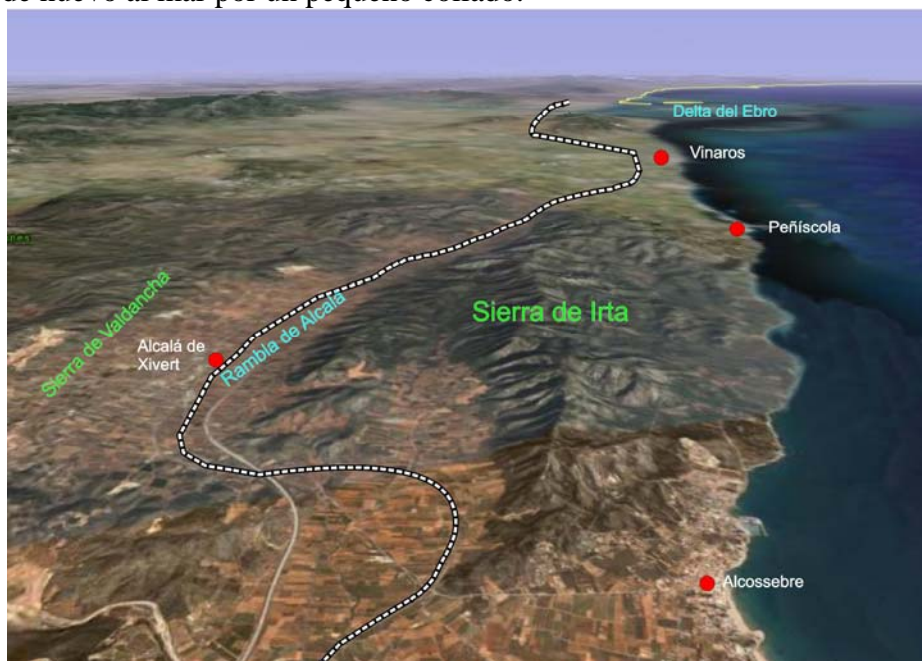 de nuevo al mar por un pequeño collado.
Delta del Ebro
Vinaros
Peñíscola
Sierra de Valdancha
Sierra de Irta
Rambla de Alcalá
Alcalá de
Xivert
Alcossebre